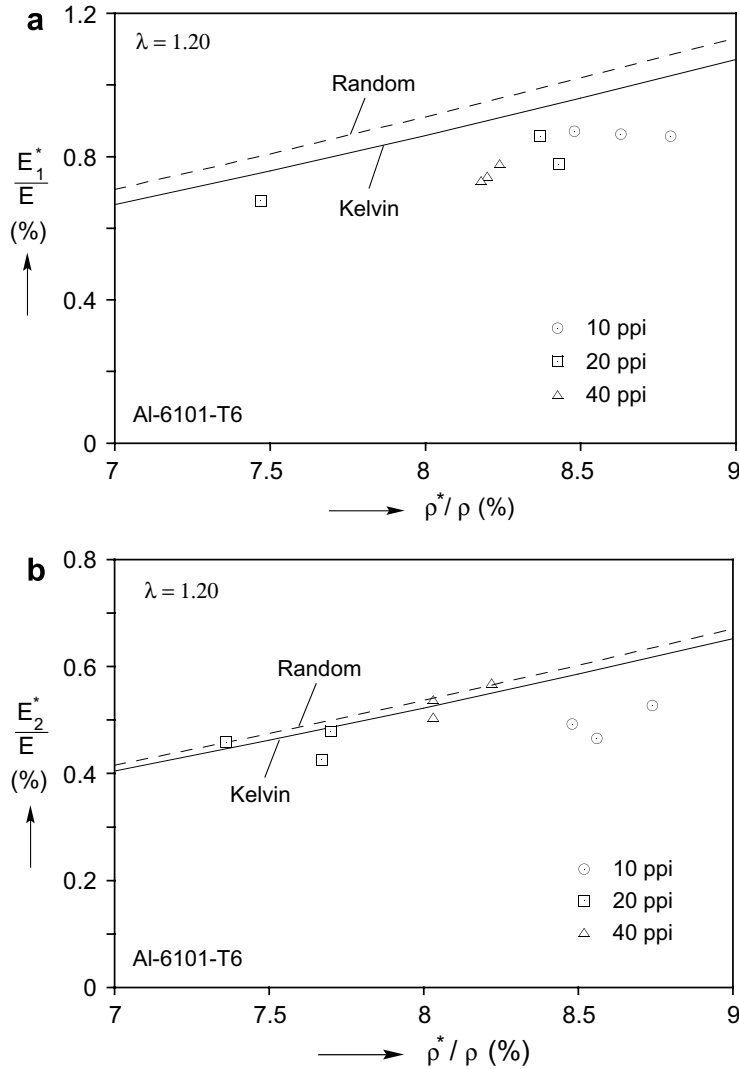 a
λ = 1.20
Random
Kelvin
E*1/E
(%)
10 ppi
20 ppi
40 ppi
Al-6101-T6
1.2
1.0
0.8
0.4
0
7
7.5
8
8.5
9
ρ*/ρ (%)
b
λ = 1.20
Random
Kelvin
E*2/E
(%)
10 ppi
20 ppi
40 ppi
Al-6101-T6
0.8
0.6
0.4
0.2
0
7
7.5
8
8.5
9
ρ*/ρ (%)